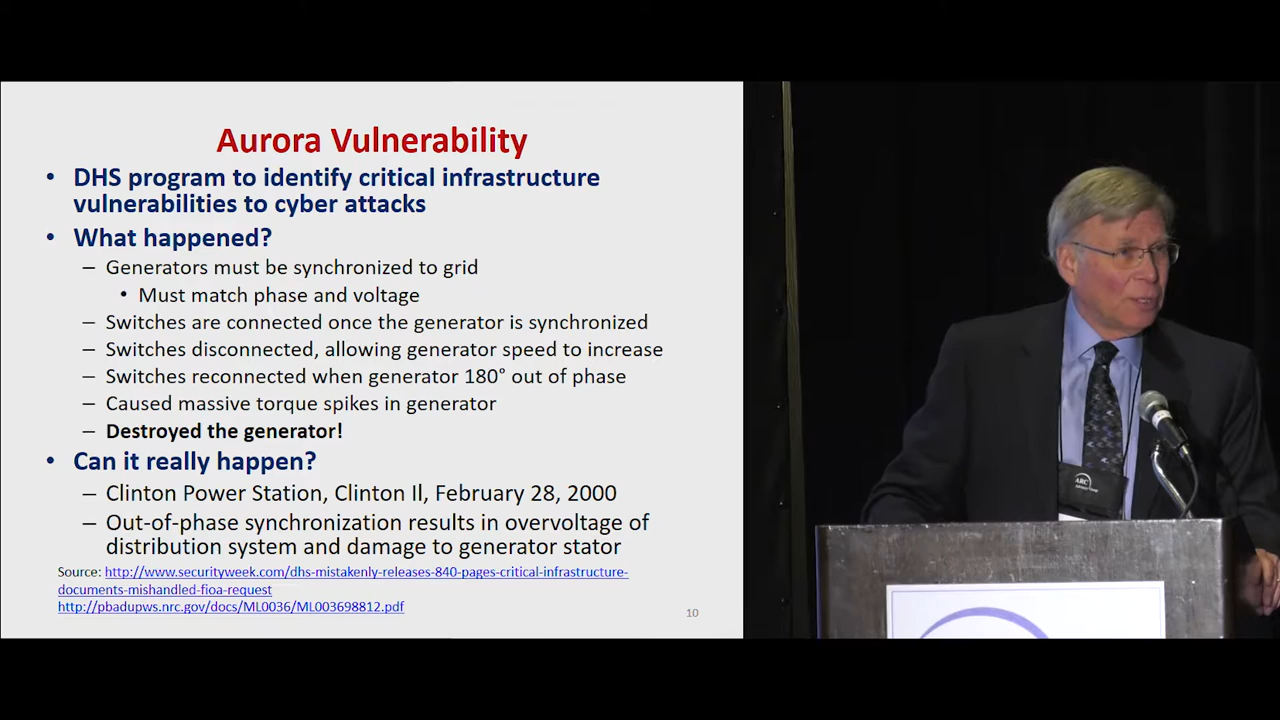 Aurora Vulnerability
• DHS program to identify critical infrastructure
vulnerabilities to cyber attacks
• What happened?
– Generators must be synchronized to grid
• Must match phase and voltage
– Switches are connected once the generator is synchronized
– Switches disconnected, allowing generator speed to increase
– Switches reconnected when generator 180° out of phase
– Caused massive torque spikes in generator
– Destroyed the generator!
• Can it really happen?
– Clinton Power Station, Clinton Il, February 28, 2000
– Out-of-phase synchronization results in overvoltage of
distribution system and damage to generator stator
Source: http://www.securityweek.com/dhs-mistakenly-releases-840-pages-critical-infrastructure-
documents-mishandled-fioa-request
http://pbadupws.nrc.gov/docs/ML0036/ML003698812.pdf
10
ARC